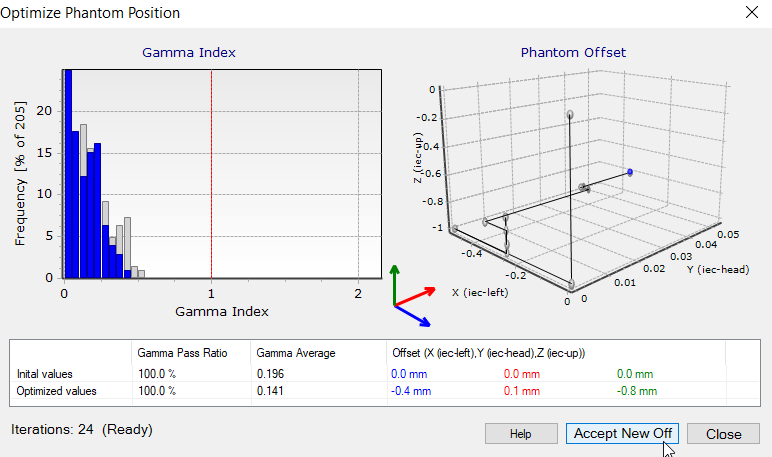 Optimize Phantom Position
Gamma Index
Frequency [% of 205]
20
15
10
5
0
0
1
2
Gamma Index
Phantom Offset
Z (iec-up)
0
-0.2
-0.4
-0.6
-0.8
-1
-0.4
-0.2
0
X (iec-left)
0
0.01
0.02
0.03
0.04
0.05
Y (iec-head)
Gamma Pass Ratio Gamma Average Offset (X (iec-left),Y (iec-head),Z (iec-up))
Inital values 100.0 % 0.196 0.0 mm 0.0 mm 0.0 mm
Optimized values 100.0 % 0.141 -0.4 mm 0.1 mm -0.8 mm
Iterations: 24 (Ready)
Help
Accept New Off
Close